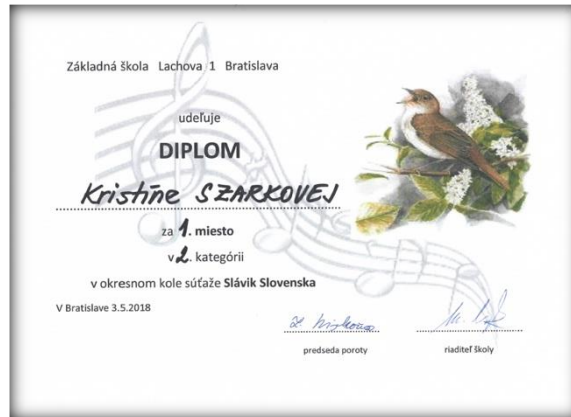 Základná škola Lachova 1 Bratislava
udeľuje
DIPLOM
Kristíne SZARKOVEJ
za 1. miesto
v 2. kategórii
v okresnom kole súťaže Slávik Slovenska
V Bratislave 3.5.2018
predseda poroty
riaditeľ školy